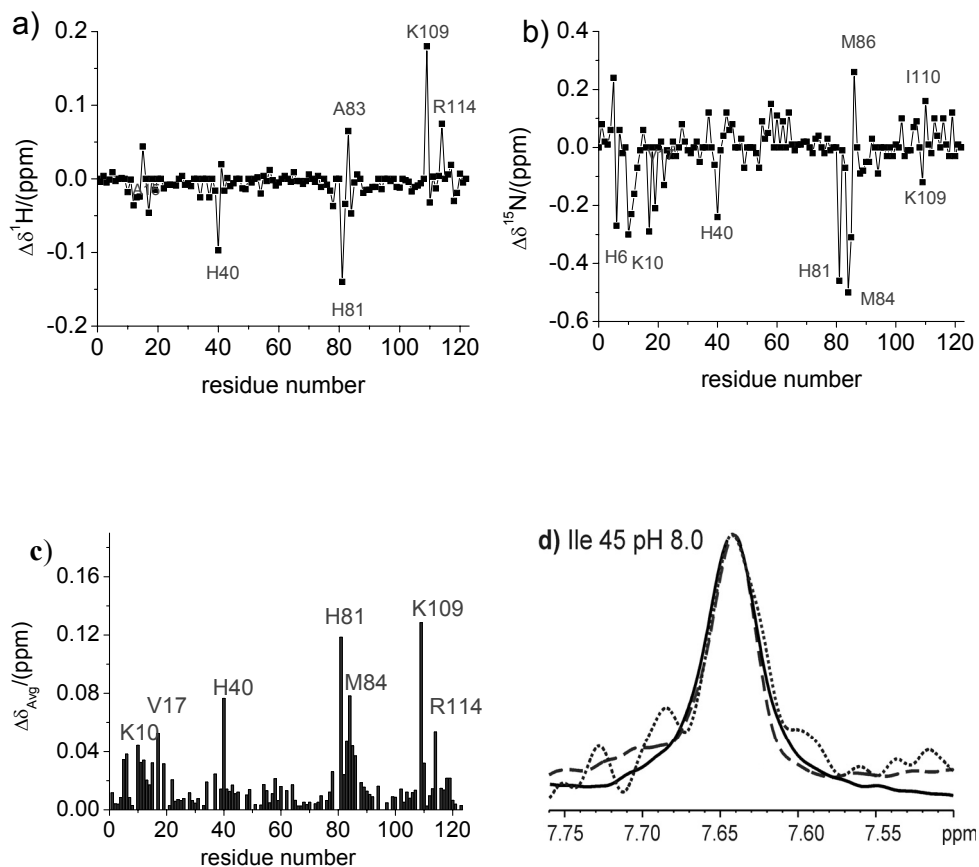 a)
0.2
0.1
0.0
-0.1
-0.2
Δδ¹H/(ppm)
K109
A83
R114
H40
H81
0 20 40 60 80 100 120
residue number
b)
0.4
0.2
0.0
-0.2
-0.4
-0.6
Δδ¹⁵N/(ppm)
M86
I110
H6
K10
H40
H81
M84
K109
0 20 40 60 80 100 120
residue number
c)
0.16
0.12
0.08
0.04
0.00
Δδ_Avg/(ppm)
K10
V17
H40
H81
M84
K109
R114
0 20 40 60 80 100 120
residue number
d) Ile 45 pH 8.0
7.75 7.70 7.65 7.60 7.55 ppm